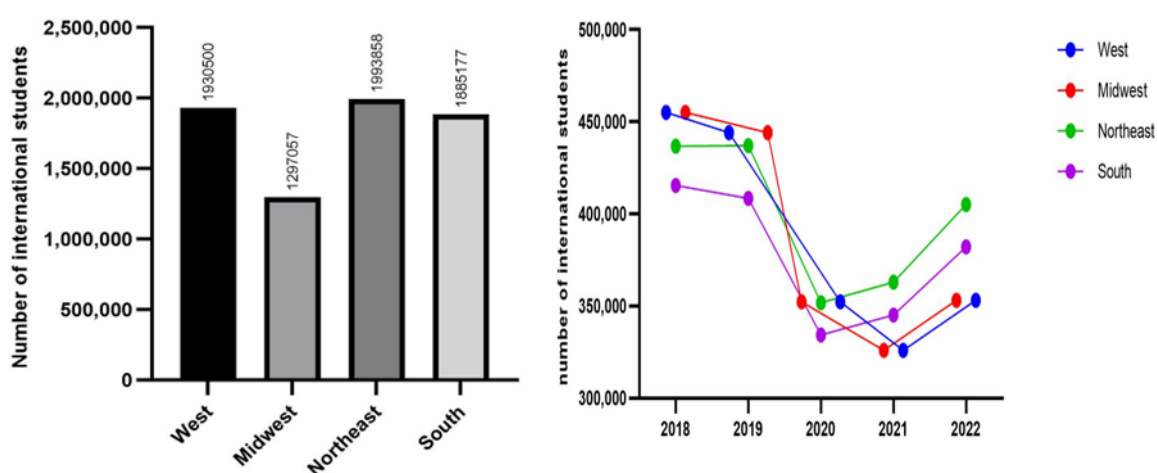 Number of international students
2,500,000
2,000,000
1,500,000
1,000,000
500,000
0
1930500
1297057
1993858
1885177
West
Midwest
Northeast
South
number of international students
500,000
450,000
400,000
350,000
300,000
2018
2019
2020
2021
2022
West
Midwest
Northeast
South